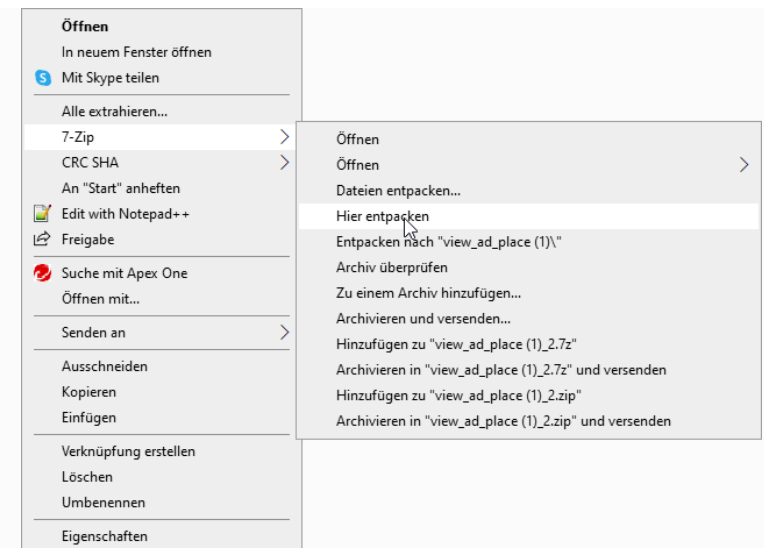 Öffnen
In neuem Fenster öffnen
Mit Skype teilen
Alle extrahieren...
7-Zip
CRC SHA
An "Start" anheften
Edit with Notepad++
Freigabe
Suche mit Apex One
Öffnen mit...
Senden an
Ausschneiden
Kopieren
Einfügen
Verknüpfung erstellen
Löschen
Umbenennen
Eigenschaften
Öffnen
Öffnen
Dateien entpacken...
Hier entpacken
Entpacken nach "view_ad_place (1)\"
Archiv überprüfen
Zu einem Archiv hinzufügen...
Archivieren und versenden...
Hinzufügen zu "view_ad_place (1)_2.7z"
Archivieren in "view_ad_place (1)_2.7z" und versenden
Hinzufügen zu "view_ad_place (1)_2.zip"
Archivieren in "view_ad_place (1)_2.zip" und versenden